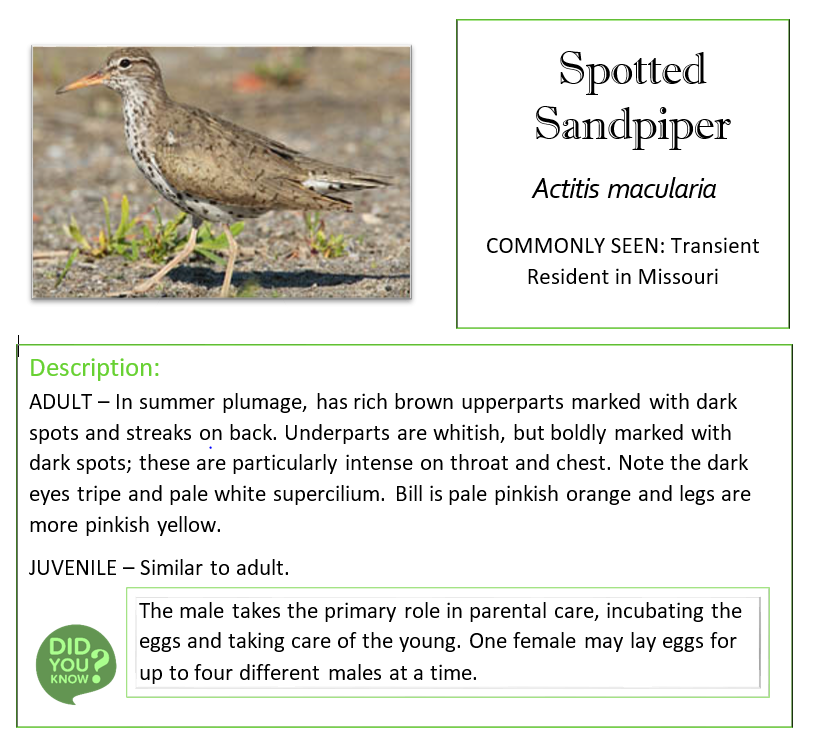 Spotted
Sandpiper
Actitis macularia
COMMONLY SEEN: Transient
Resident in Missouri
Description:
ADULT – In summer plumage, has rich brown upperparts marked with dark
spots and streaks on back. Underparts are whitish, but boldly marked with
dark spots; these are particularly intense on throat and chest. Note the dark
eyes tripe and pale white supercilium. Bill is pale pinkish orange and legs are
more pinkish yellow.
JUVENILE – Similar to adult.
DID
YOU
KNOW ?
The male takes the primary role in parental care, incubating the
eggs and taking care of the young. One female may lay eggs for
up to four different males at a time.